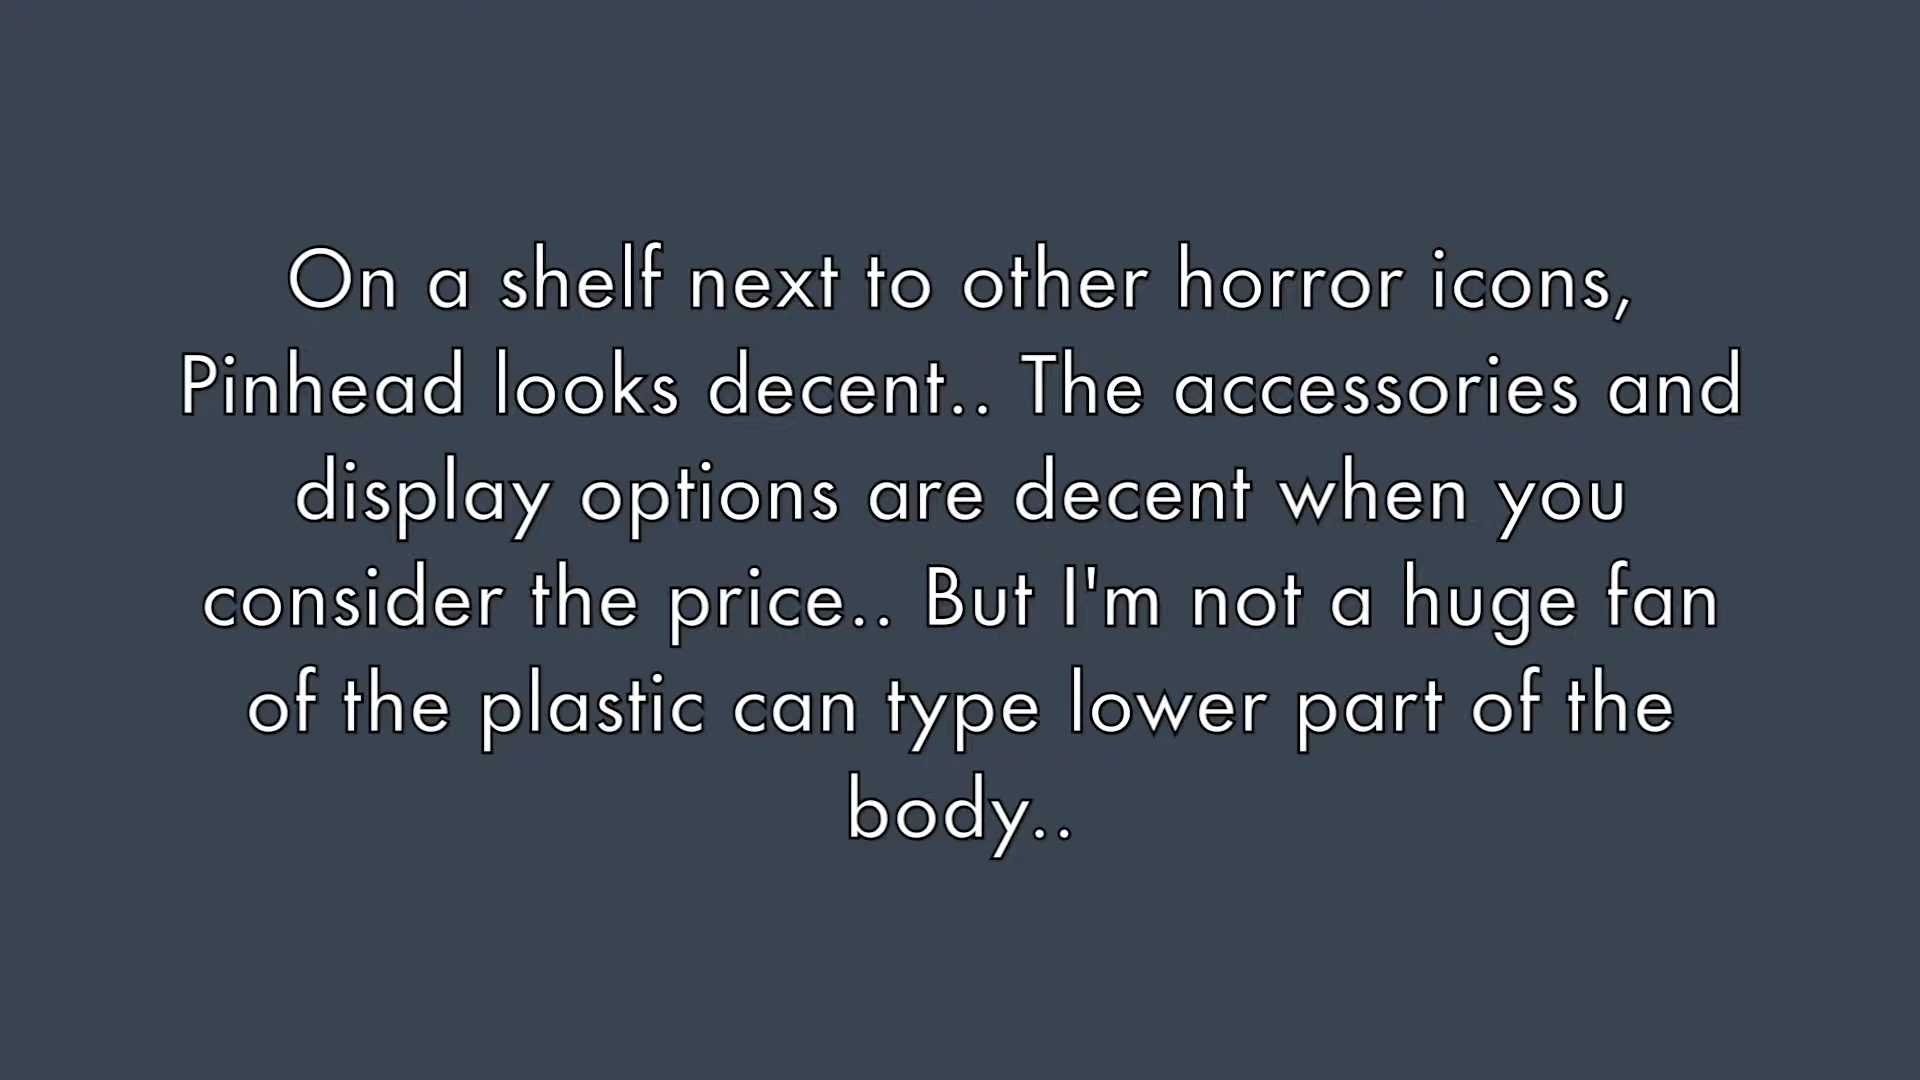 On a shelf next to other horror icons,
Pinhead looks decent.. The accessories and
display options are decent when you
consider the price.. But I'm not a huge fan
of the plastic can type lower part of the
body..